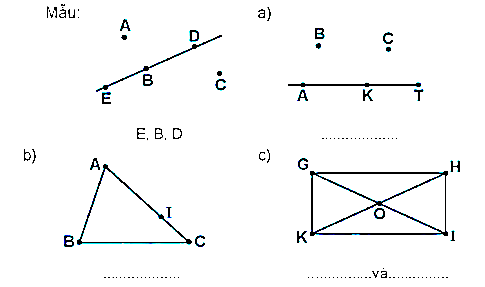 Mẫu:
A
D
B
E
C
E, B, D
a)
B
C
A K T
...................
b)
A
I
B C
...................
c)
G H
O
K I
................và...............